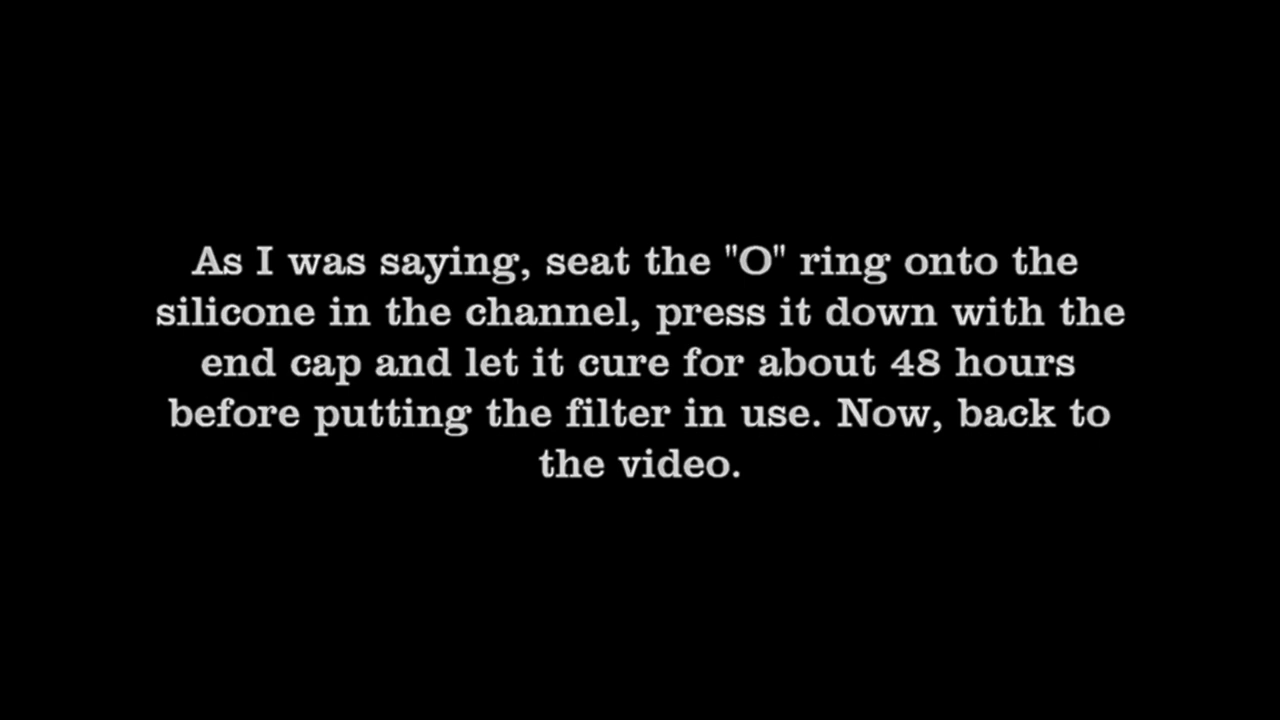 As I was saying, seat the "O" ring onto the
silicone in the channel, press it down with the
end cap and let it cure for about 48 hours
before putting the filter in use. Now, back to
the video.